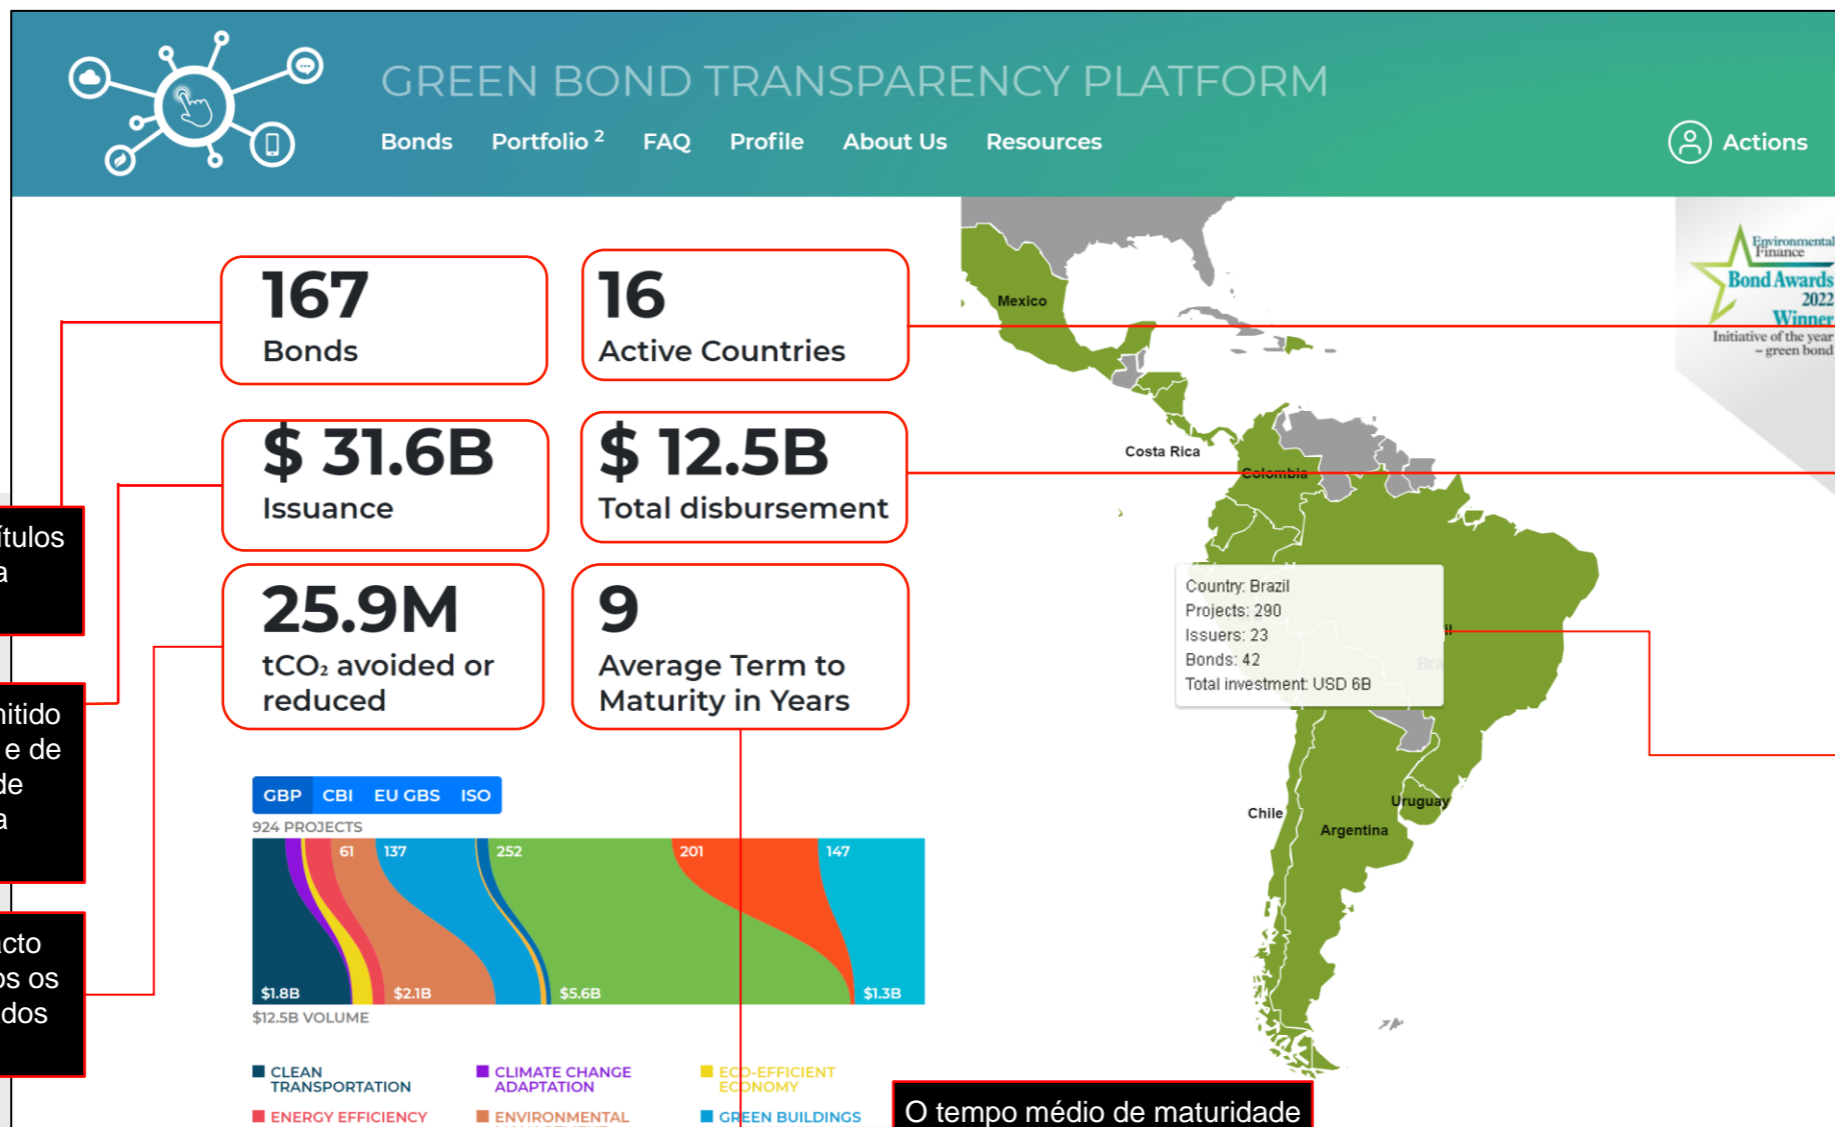 GREEN BOND TRANSPARENCY PLATFORM
Bonds Portfolio 2 FAQ Profile About Us Resources
Actions
167
Bonds
16
Active Countries
$ 31.6B
Issuance
$ 12.5B
Total disbursement
25.9M
tCO₂ avoided or
reduced
9
Average Term to
Maturity in Years
Environmental
Finance
Bond Awards
2022
Winner
Initiative of the year
– green bond
Mexico
Costa Rica
Colombia
Country: Brazil
Projects: 290
Issuers: 23
Bonds: 42
Total investment: USD 6B
Chile
Argentina
Uruguay
a
e de
de
a
os os
GBP CBI EU GBS ISO
924 PROJECTS
61 137 252 201 147
$1.8B $2.1B $5.6B $1.3B
$12.5B VOLUME
CLEAN
TRANSPORTATION
CLIMATE CHANGE
ADAPTATION
ECO-EFFICIENT
ECONOMY
ENERGY EFFICIENCY
ENVIRONMENTAL
GREEN BUILDINGS
O tempo médio de maturidade